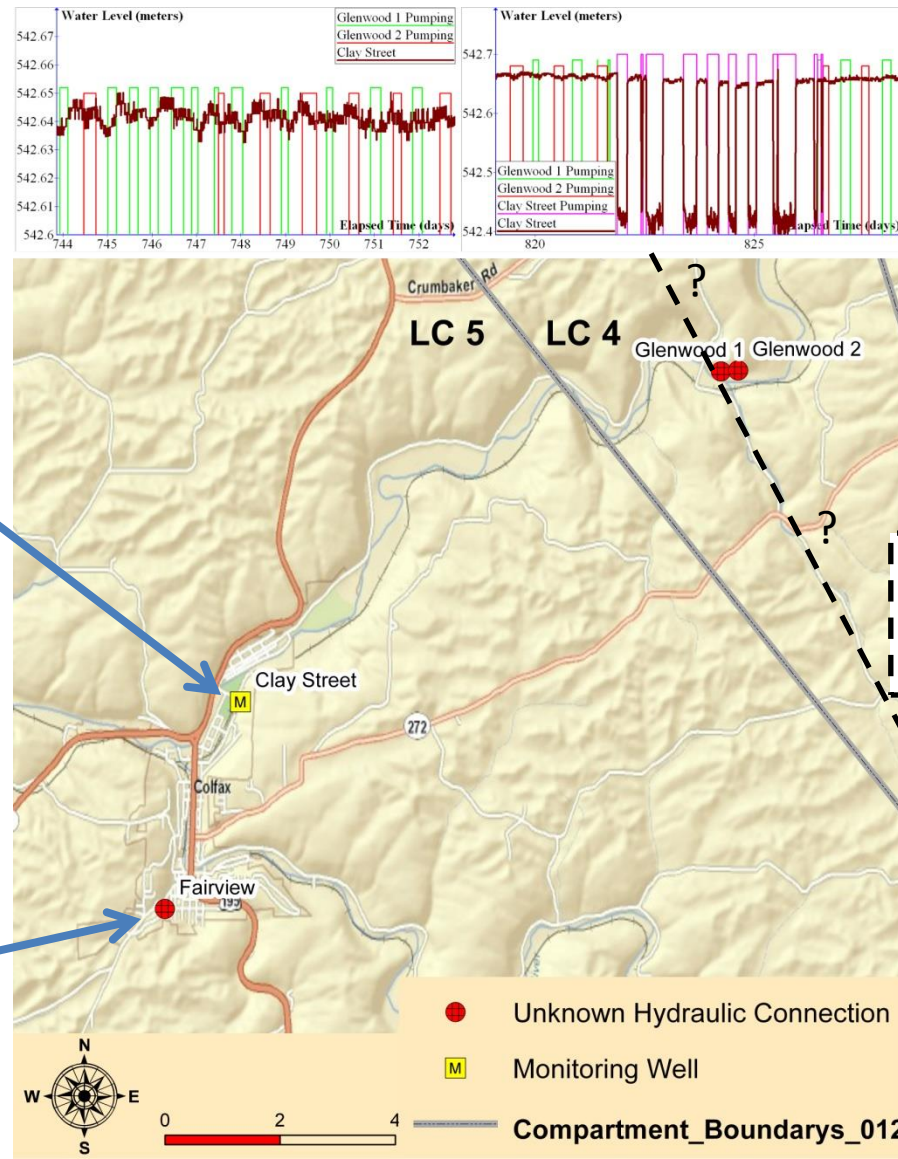 Water Level (meters)
Glenwood 1 Pumping
Glenwood 2 Pumping
Clay Street
542.67
542.66
542.65
542.64
542.63
542.62
542.61
542.6
Elapsed Time (days)
744 745 746 747 748 749 750 751 752
Water Level (meters)
542.7
542.6
542.5
542.4
Glenwood 1 Pumping
Glenwood 2 Pumping
Clay Street Pumping
Clay Street
lapsed Time (days)
820 825
Crumbaker Rd
?
LC 5 LC 4
Glenwood 1 Glenwood 2
?
Clay Street
M
272
Colfax
Fairview
195
Unknown Hydraulic Connection
M Monitoring Well
Compartment_Boundarys_012
N
W E
S
0 2 4